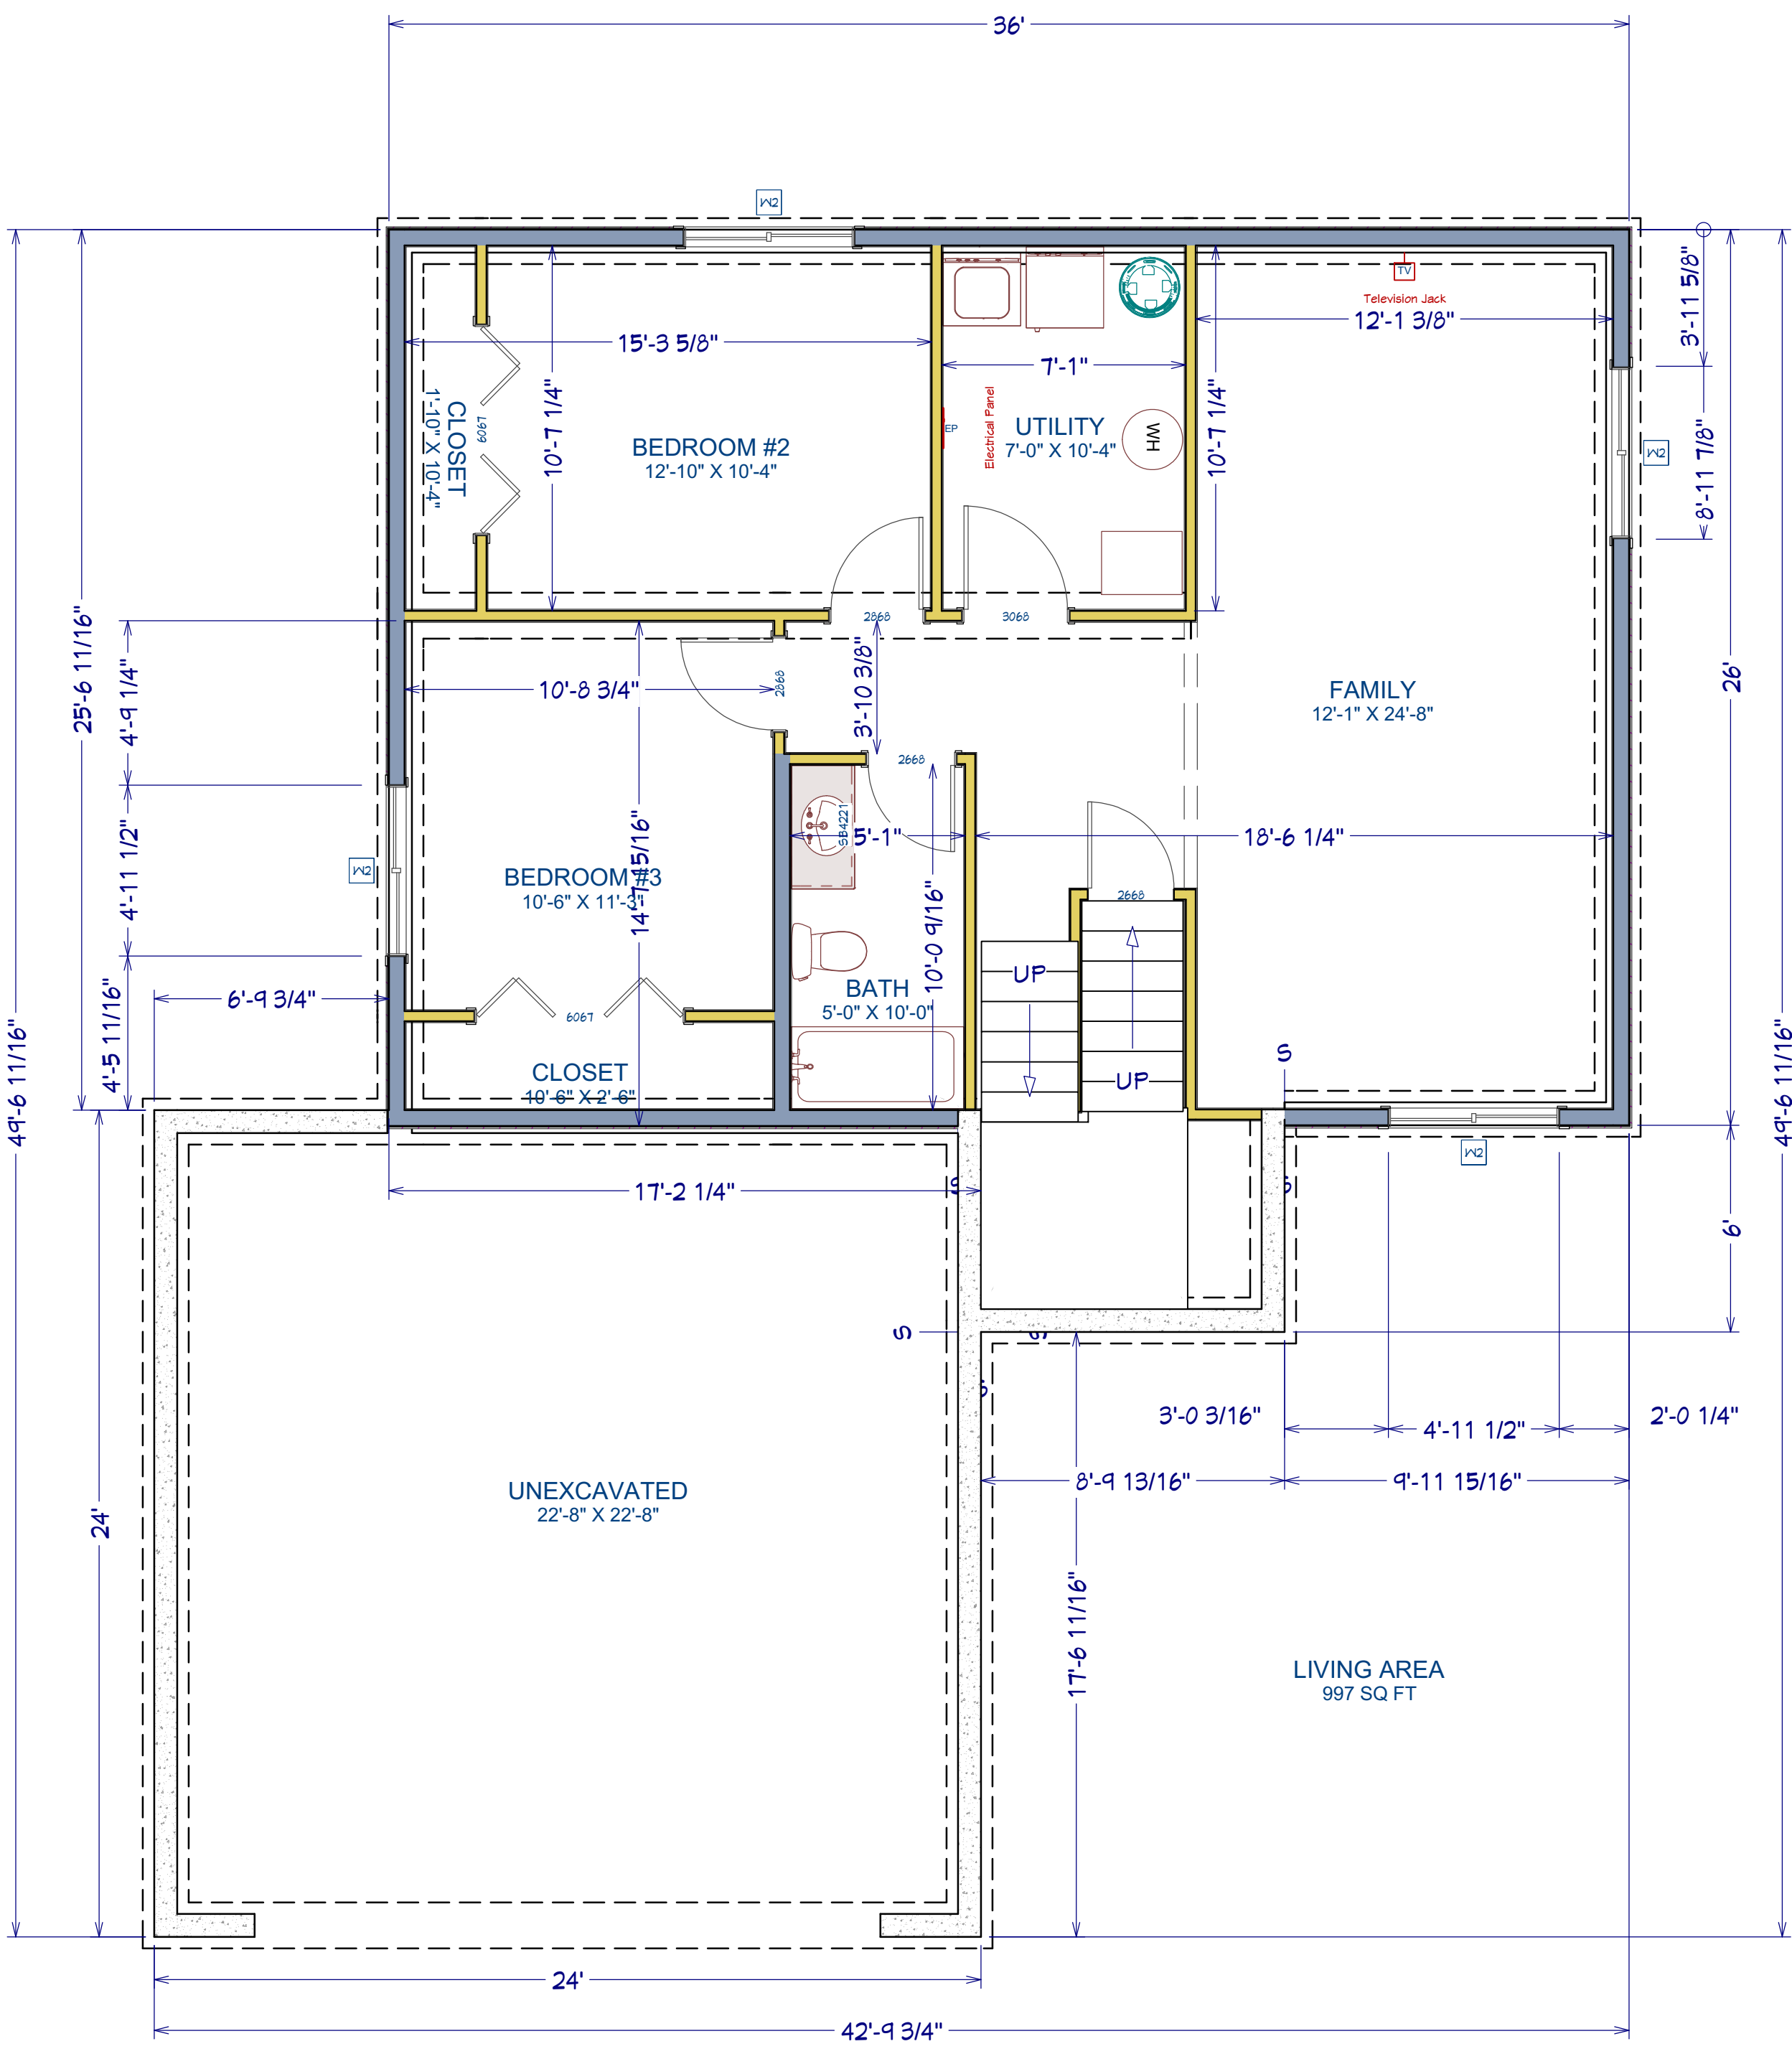 36'
W2
3'-11 5/8"
TV
Television Jack
12'-1 3/8"
15'-3 5/8"
7'-1"
10'-7 1/4"
10'-7 1/4"
CLOSET
1'-10" X 10'-4"
6067
BEDROOM #2
12'-10" X 10'-4"
EP
Electrical Panel
UTILITY
7'-0" X 10'-4"
WH
W2
8'-11 7/8"
2868
3068
25'-6 11/16"
4'-9 1/4"
10'-8 3/4"
2868
3'-10 3/8"
FAMILY
12'-1" X 24'-8"
26'
2668
4'-11 1/2"
SB4221
5'-1"
18'-6 1/4"
W2
BEDROOM #3
10'-6" X 11'-3"
14'-7 15/16"
2668
10'-0 9/16"
UP
BATH
5'-0" X 10'-0"
6'-9 3/4"
4'-5 11/16"
6067
49'-6 11/16"
49'-6 11/16"
CLOSET
10'-6" X 2'-6"
UP
S
W2
17'-2 1/4"
S
S
6'
S
S
S
3'-0 3/16"
4'-11 1/2"
2'-0 1/4"
8'-9 13/16"
9'-11 15/16"
UNEXCAVATED
22'-8" X 22'-8"
24'
17'-6 11/16"
LIVING AREA
997 SQ FT
24'
42'-9 3/4"